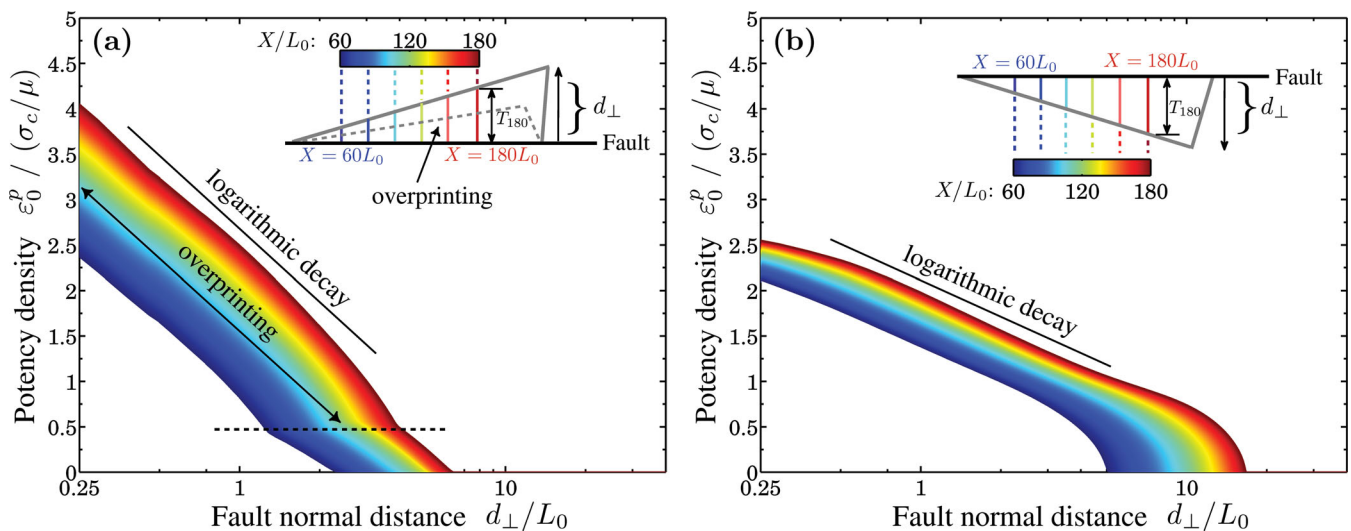 (a)
X/L₀: 60 120 180
T₁₈₀
} d⊥
Fault
X = 60L₀ X = 180L₀
overprinting
logarithmic decay
overprinting
5
4.5
4
3.5
3
2.5
2
1.5
1
0.5
0
Potency density ε₀ᵖ / (σc/μ)
0.25 1 10
Fault normal distance d⊥/L₀
(b)
X = 60L₀ X = 180L₀
Fault
T₁₈₀
} d⊥
X/L₀:
60 120 180
logarithmic decay
5
4.5
4
3.5
3
2.5
2
1.5
1
0.5
0
Potency density ε₀ᵖ / (σc/μ)
0.25 1 10
Fault normal distance d⊥/L₀